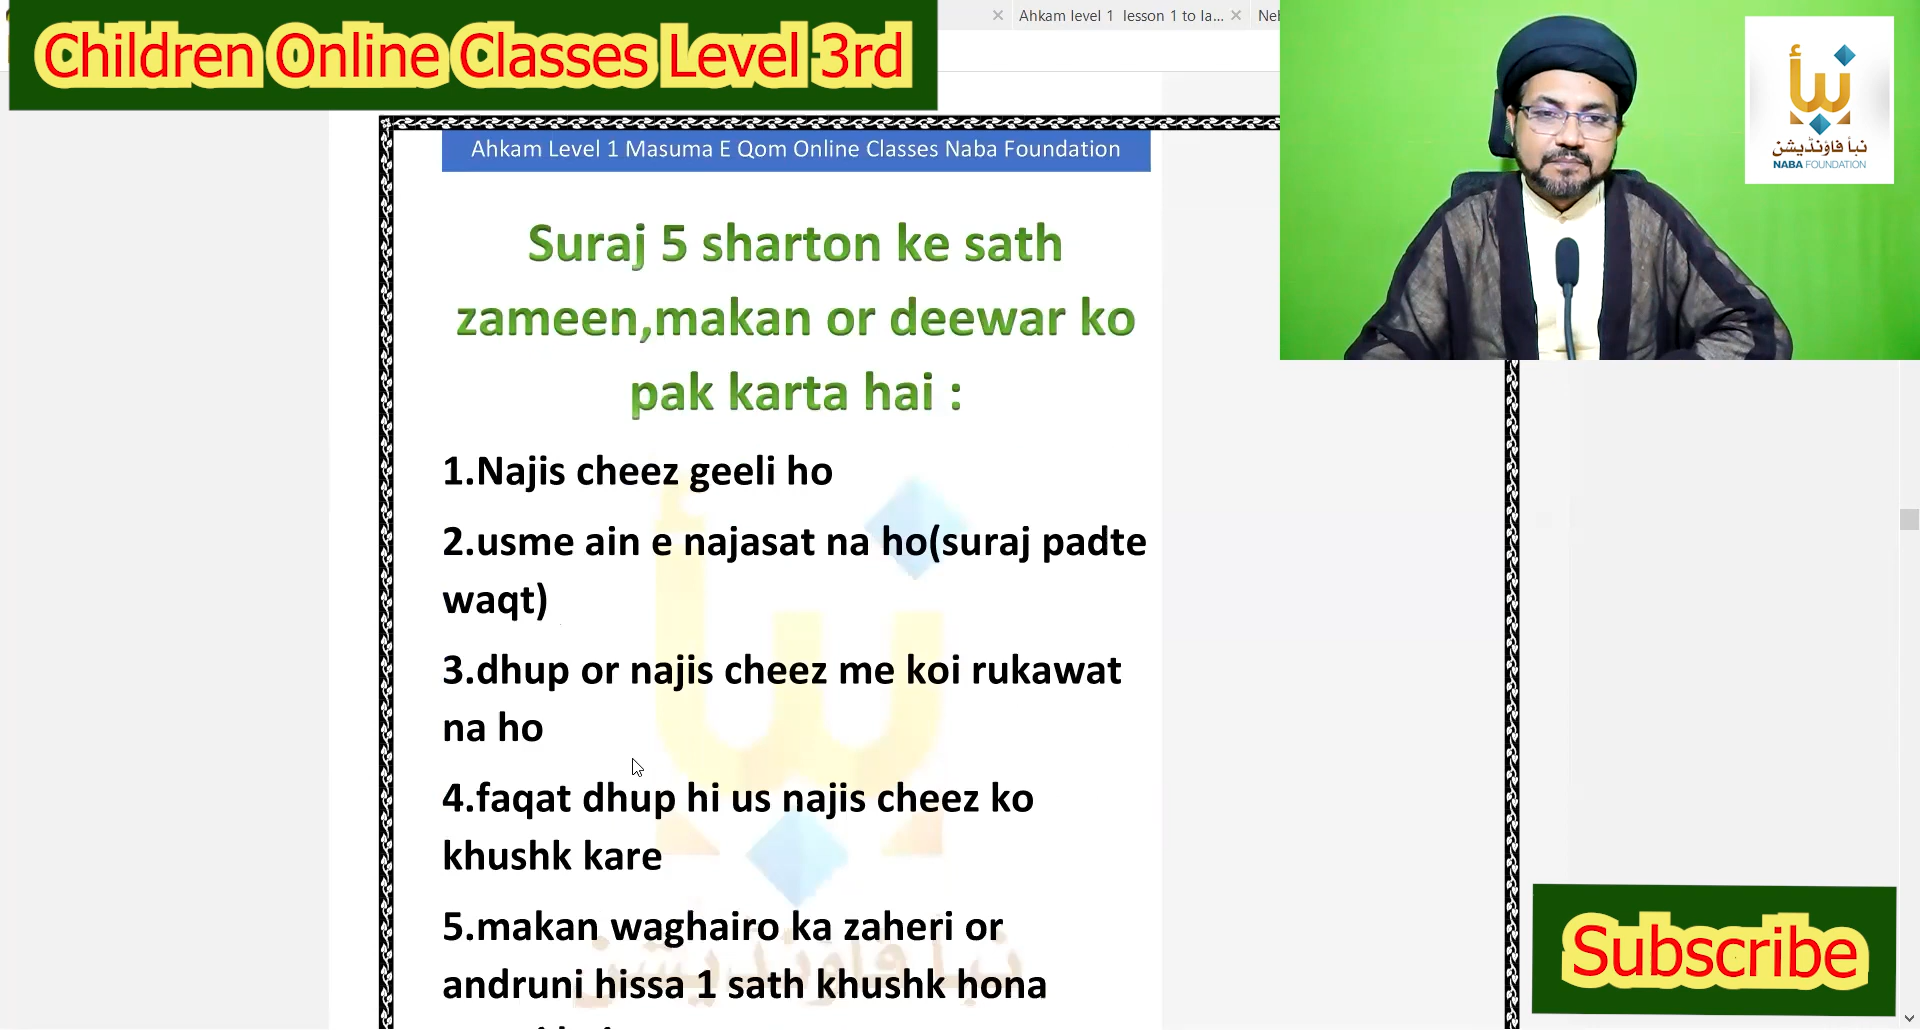 Children Online Classes Level 3rd
Ahkam level 1 lesson 1 to la...
Neh
نبأ
نبأ فاؤنڈیشن
NABA FOUNDATION
Ahkam Level 1 Masuma E Qom Online Classes Naba Foundation
Suraj 5 sharton ke sath
zameen,makan or deewar ko
pak karta hai :
1.Najis cheez geeli ho
2.usme ain e najasat na ho(suraj padte
waqt)
3.dhup or najis cheez me koi rukawat
na ho
4.faqat dhup hi us najis cheez ko
khushk kare
5.makan waghairo ka zaheri or
andruni hissa 1 sath khushk hona
نبأ فاؤنڈیشن
Subscribe